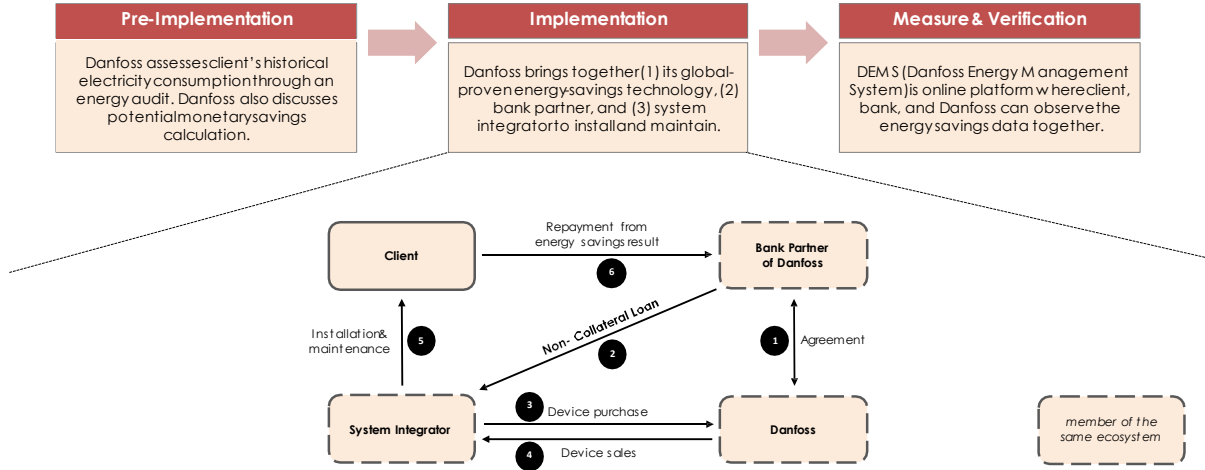 Pre-Implementation
Danfoss assesses client’s historical
electricity consumption through an
energy audit. Danfoss also discusses
potential monetary savings
calculation.
Implementation
Danfoss brings together (1) its global-
proven energy-savings technology, (2)
bank partner, and (3) system
integrator to install and maintain.
Measure & Verification
DEMS (Danfoss Energy Management
System) is online platform where client,
bank, and Danfoss can observe the
energy savings data together.
Client
Repayment from
energy savings result
6
Bank Partner
of Danfoss
Installation&
maintenance
5
Non- Collateral Loan
2
1
Agreement
System Integrator
3
Device purchase
4
Device sales
Danfoss
member of the
same ecosystem